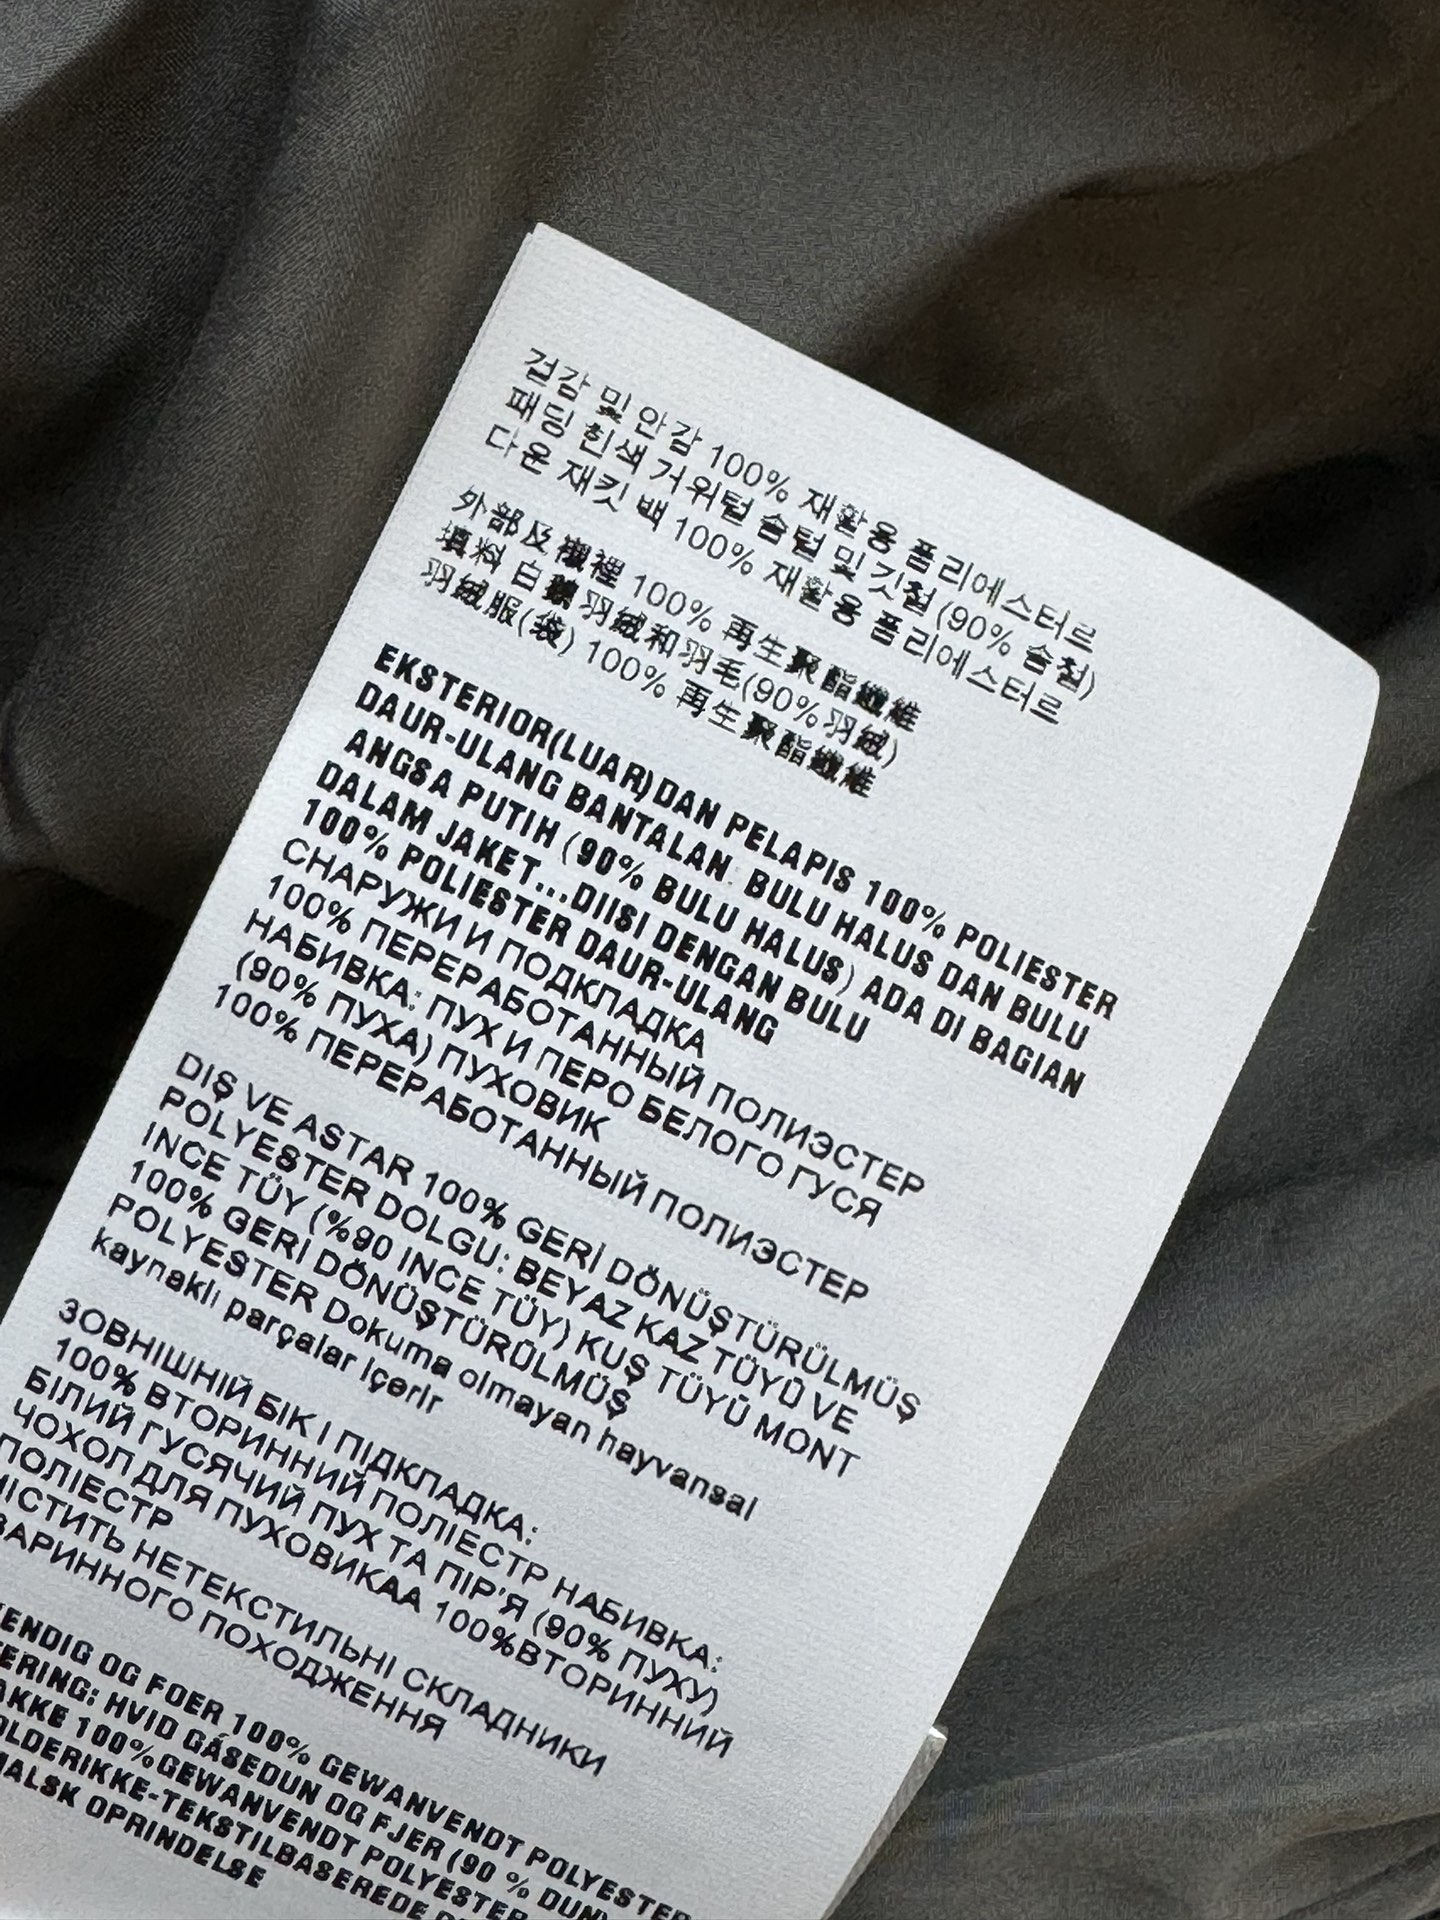 겁감 및 안감 100% 재활용 폴리에스터르
패딩 흰색 거위털 솜털 및 깃털 (90% 솜털)
다운 재킷 백 100% 재활용 폴리에스터르
外部及襯裡 100% 再生聚酯纖維
填料 白鵝羽絨和羽毛(90%羽絨)
羽絨服(袋) 100% 再生聚酯纖維
EKSTERIOR(LUAR)DAN PELAPIS 100% POLIESTER
DAUR-ULANG BANTALAN: BULU HALUS DAN BULU
ANGSA PUTIH (90% BULU HALUS) ADA DI BAGIAN
DALAM JAKET...DIISI DENGAN BULU
100% POLIESTER DAUR-ULANG
СНАРУЖИ И ПОДКЛАДКА
100% ПЕРЕРАБОТАННЫЙ ПОЛИЭСТЕР
НАБИВКА: ПУХ И ПЕРО БЕЛОГО ГУСЯ
(90% ПУХА) ПУХОВИК
100% ПЕРЕРАБОТАННЫЙ ПОЛИЭСТЕР
DIŞ VE ASTAR 100% GERİ DÖNÜŞTÜRÜLMÜŞ
POLYESTER DOLGU: BEYAZ KAZ TÜYÜ VE
INCE TÜY (%90 INCE TÜY) KUŞ TÜYÜ MONT
100% GERİ DÖNÜŞTÜRÜLMÜŞ
POLYESTER Dokuma olmayan hayvansal
kaynaklı parçalar içerir
ЗОВНІШНІЙ БІК І ПІДКЛАДКА:
100% ВТОРИННИЙ ПОЛІЕСТР НАБИВКА:
БІЛИЙ ГУСЯЧИЙ ПУХ ТА ПІР'Я (90% ПУХУ)
ЧОХОЛ ДЛЯ ПУХОВИКАА 100%ВТОРИННИЙ
ПОЛІЕСТР
ІСТИТЬ НЕТЕКСТИЛЬНІ СКЛАДНИКИ
ВАРИННОГО ПОХОДЖЕННЯ
ENDIG OG FOER 100% GEWANVENDT POLYESTER
ERING: HVID GÅSEDUN OG FJER (90 % DUN
AKKE 100%GEWANVENDT POLYESTER
OLDERIKKE-TEKSTILBASEREDE D
MALSK OPRINDELSE